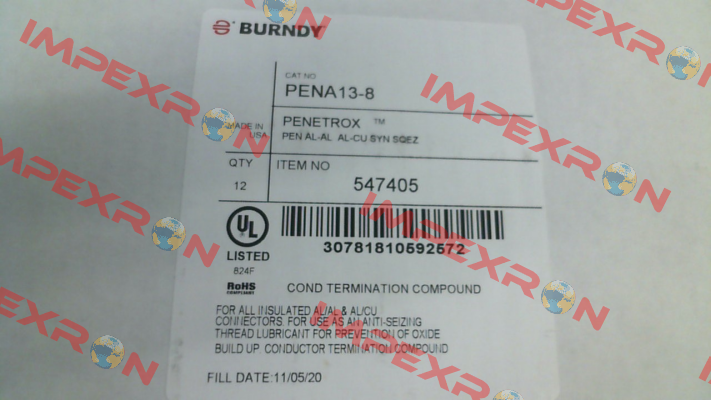 BURNDY
CAT NO
PENA13-8
MADE IN
USA
PENETROX ™
PEN AL-AL AL-CU SYN SQEZ
QTY
ITEM NO
12
547405
UL
30781810592572
LISTED
824F
RoHS
COMPLIANT
COND TERMINATION COMPOUND
FOR ALL INSULATED AL/AL & AL/CU
CONNECTORS. FOR USE AS AN ANTI-SEIZING
THREAD LUBRICANT FOR PREVENTION OF OXIDE
BUILD UP. CONDUCTOR TERMINATION COMPOUND
FILL DATE:11/05/20
IMPEXRON
IMPEXRON
IMPEXRON
IMPEXRON
IMPEXRON